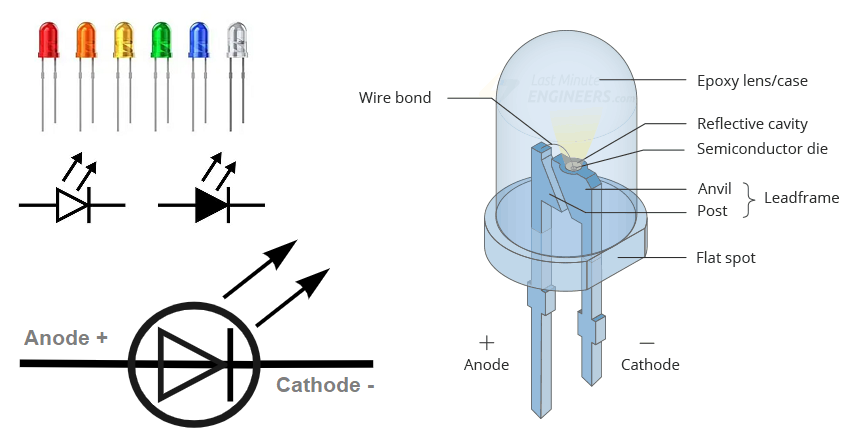 Anode +
Cathode -
Last Minute
ENGINEERS.com
Wire bond
Epoxy lens/case
Reflective cavity
Semiconductor die
Anvil
Post
Leadframe
Flat spot
+
Anode
−
Cathode